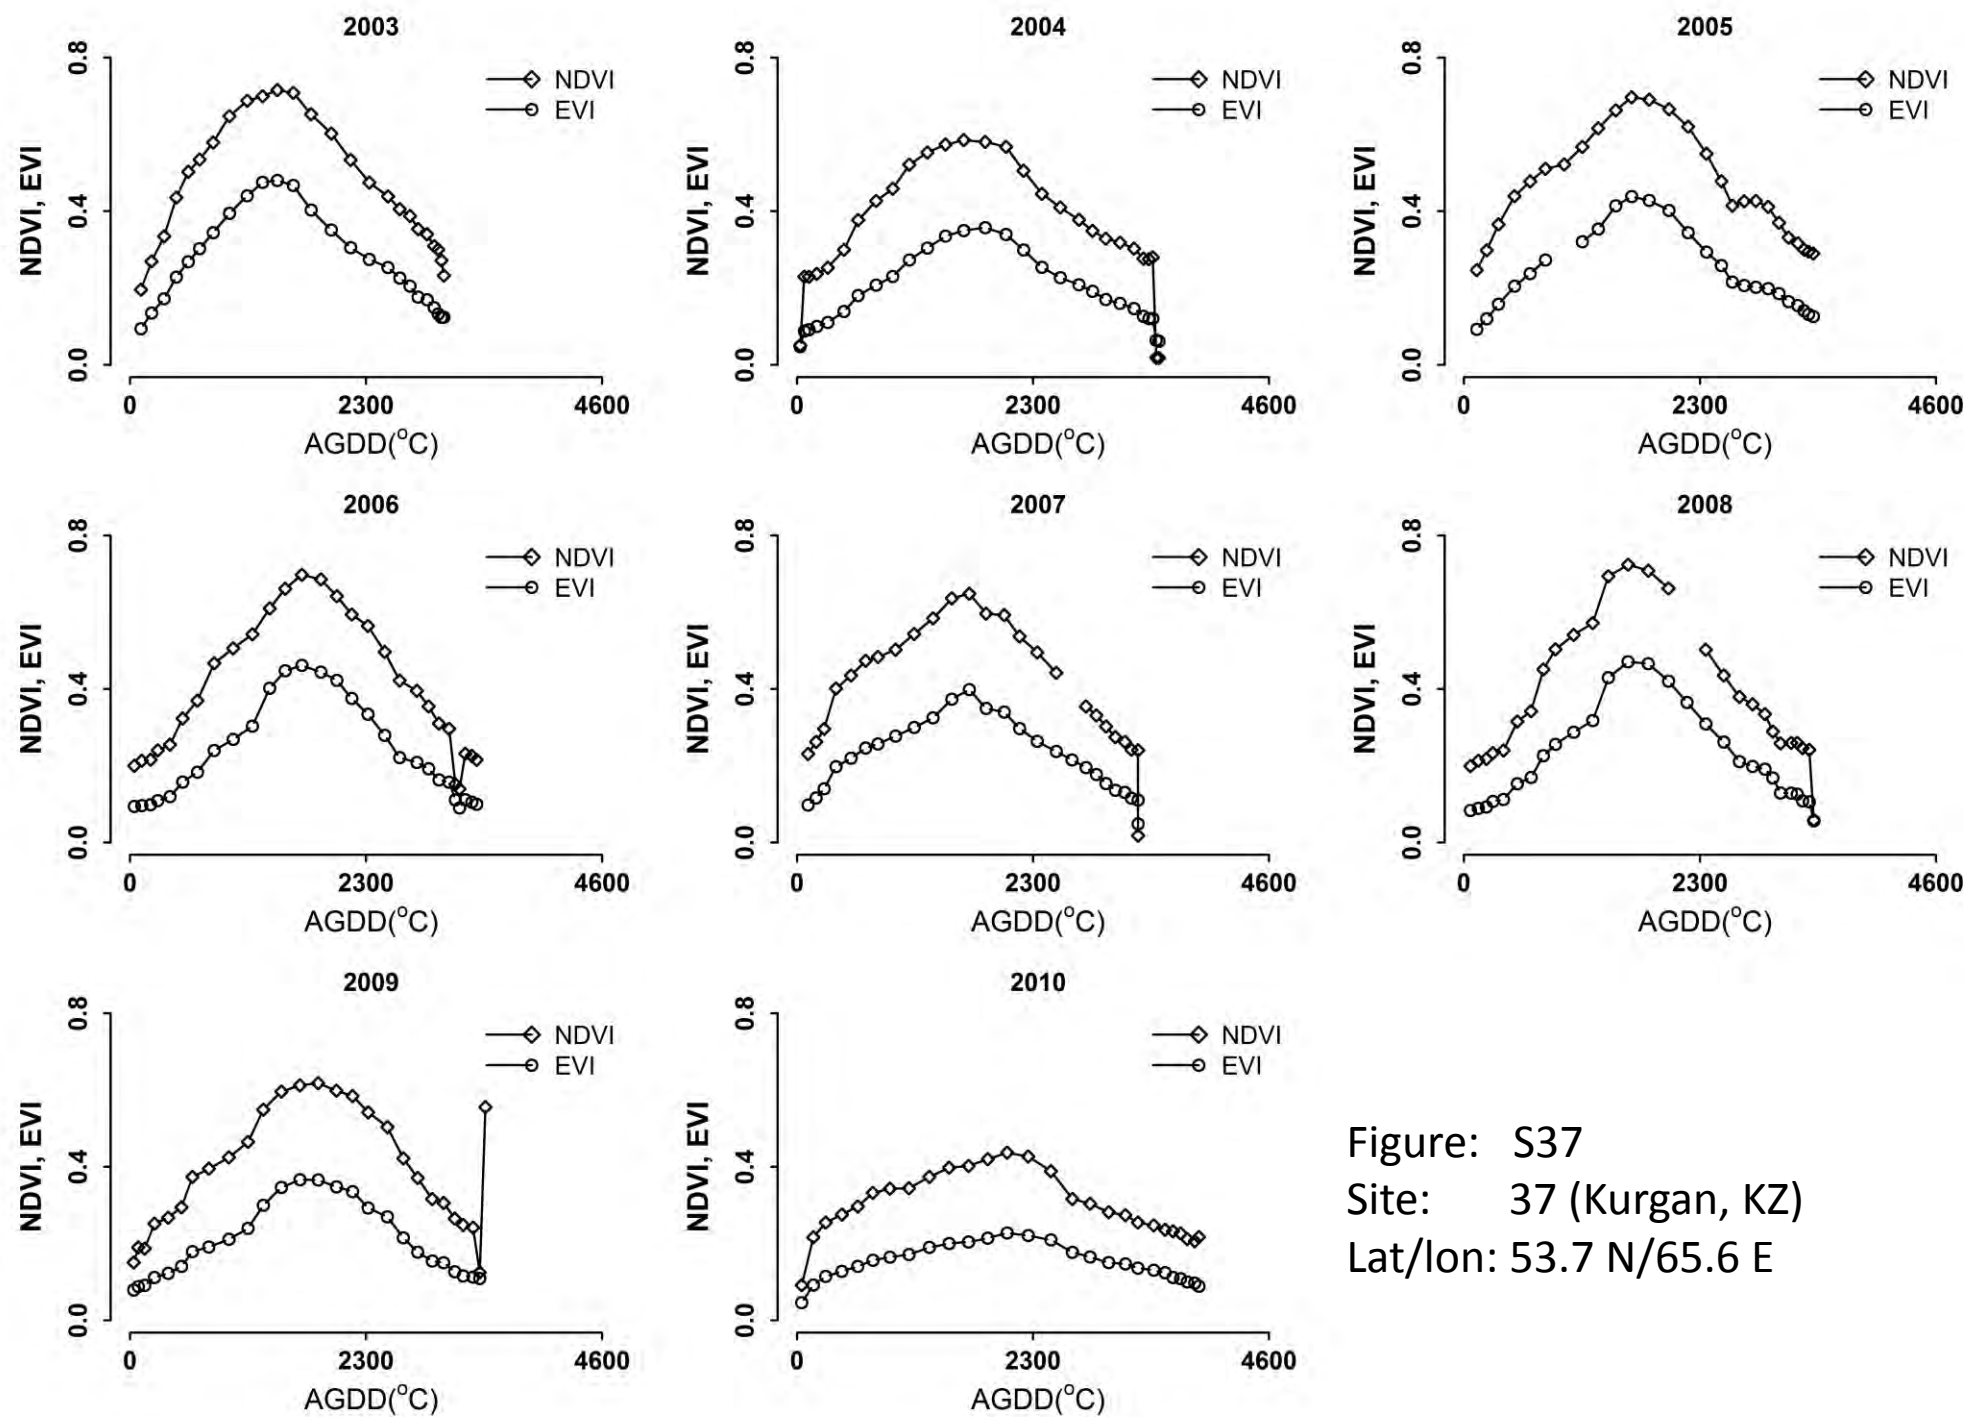 2003
NDVI
EVI
NDVI, EVI
0.8
0.4
0.0
0 2300 4600
AGDD(°C)
2004
NDVI
EVI
NDVI, EVI
0.8
0.4
0.0
0 2300 4600
AGDD(°C)
2005
NDVI
EVI
NDVI, EVI
0.8
0.4
0.0
0 2300 4600
AGDD(°C)
2006
NDVI
EVI
NDVI, EVI
0.8
0.4
0.0
0 2300 4600
AGDD(°C)
2007
NDVI
EVI
NDVI, EVI
0.8
0.4
0.0
0 2300 4600
AGDD(°C)
2008
NDVI
EVI
NDVI, EVI
0.8
0.4
0.0
0 2300 4600
AGDD(°C)
2009
NDVI
EVI
NDVI, EVI
0.8
0.4
0.0
0 2300 4600
AGDD(°C)
2010
NDVI
EVI
NDVI, EVI
0.8
0.4
0.0
0 2300 4600
AGDD(°C)
Figure: S37
Site: 37 (Kurgan, KZ)
Lat/lon: 53.7 N/65.6 E